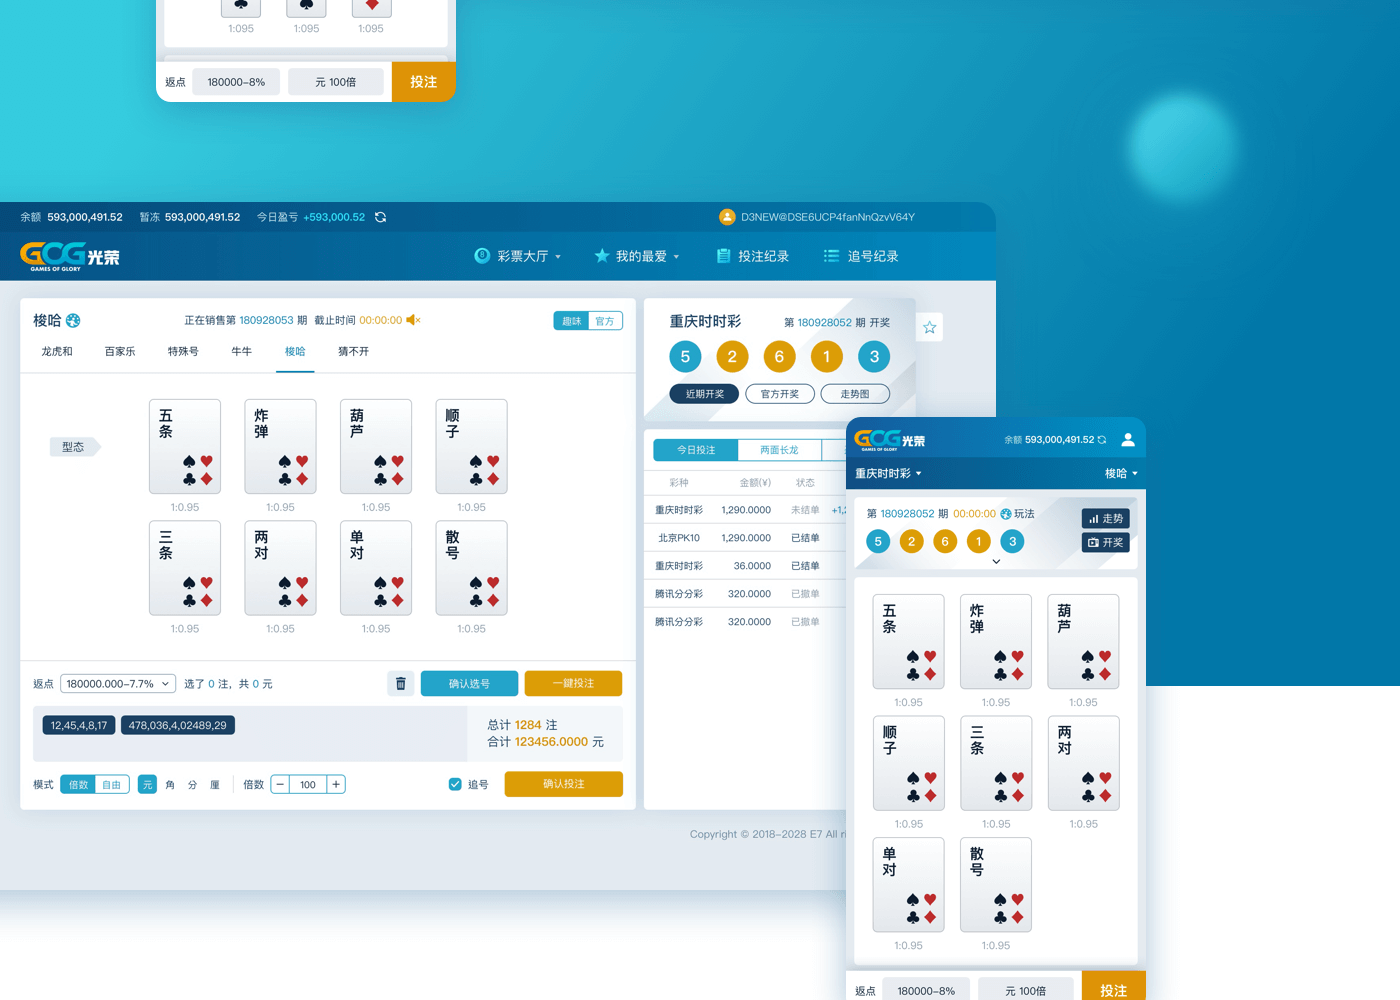 1:095 1:095 1:095
返点 180000-8% 元 100倍 投注
余额 593,000,491.52 暂冻 593,000,491.52 今日盈亏 +593,000.52 D3NEW@DSE6UCP4fanNnQzvV64Y
GCG光荣
GAMES OF GLORY
彩票大厅 我的最爱 投注纪录 追号纪录
梭哈 正在销售第 180928053 期 截止时间 00:00:00 趣味 官方
龙虎和 百家乐 特殊号 牛牛 梭哈 猜不开
型态
五条 炸弹 葫芦 顺子
1:0.95 1:0.95 1:0.95 1:0.95
三条 两对 单对 散号
1:0.95 1:0.95 1:0.95 1:0.95
返点 180000.000-7.7% 选了 0 注，共 0 元 确认选号 一键投注
12,45,4,8,17 478,036,4,02489,29
总计 1284 注
合计 123456.0000 元
模式 倍数 自由 元 角 分 厘 倍数 − 100 + 追号 确认投注
重庆时时彩 第 180928052 期 开奖
5 2 6 1 3
近期开奖 官方开奖 走势图
今日投注 两面长龙
彩种 金额(¥) 状态
重庆时时彩 1,290.0000 未结单 +1,2
北京PK10 1,290.0000 已结单
重庆时时彩 36.0000 已结单
腾讯分分彩 320.0000 已撤单
腾讯分分彩 320.0000 已撤单
Copyright © 2018-2028 E7 All ri
GCG光荣
GAMES OF GLORY
余额 593,000,491.52
重庆时时彩 梭哈
第 180928052 期 00:00:00 玩法 走势
5 2 6 1 3 开奖
五条 炸弹 葫芦
1:0.95 1:0.95 1:0.95
顺子 三条 两对
1:0.95 1:0.95 1:0.95
单对 散号
1:0.95 1:0.95
返点 180000-8% 元 100倍 投注